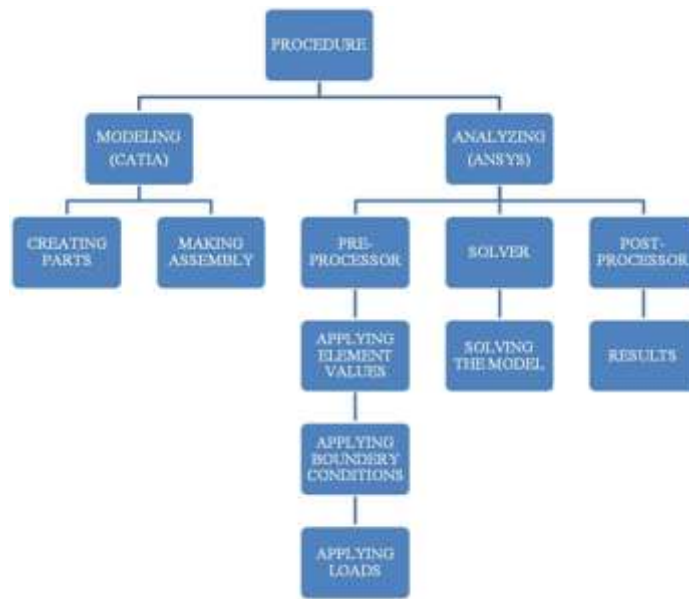 PROCEDURE
MODELING
(CATIA)
ANALYZING
(ANSYS)
CREATING
PARTS
MAKING
ASSEMBLY
PRE-
PROCESSOR
SOLVER
POST-
PROCESSOR
APPLYING
ELEMENT
VALUES
SOLVING
THE MODEL
RESULTS
APPLYING
BOUNDERY
CONDITIONS
APPLYING
LOADS